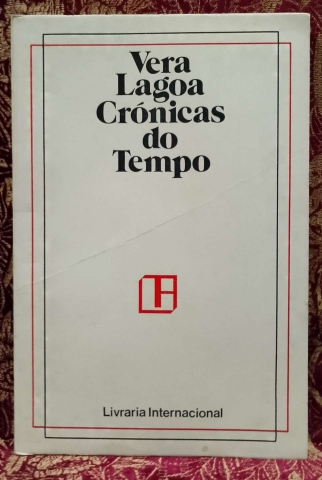 Vera
Lagoa
Crónicas
do
Tempo
Livraria Internacional